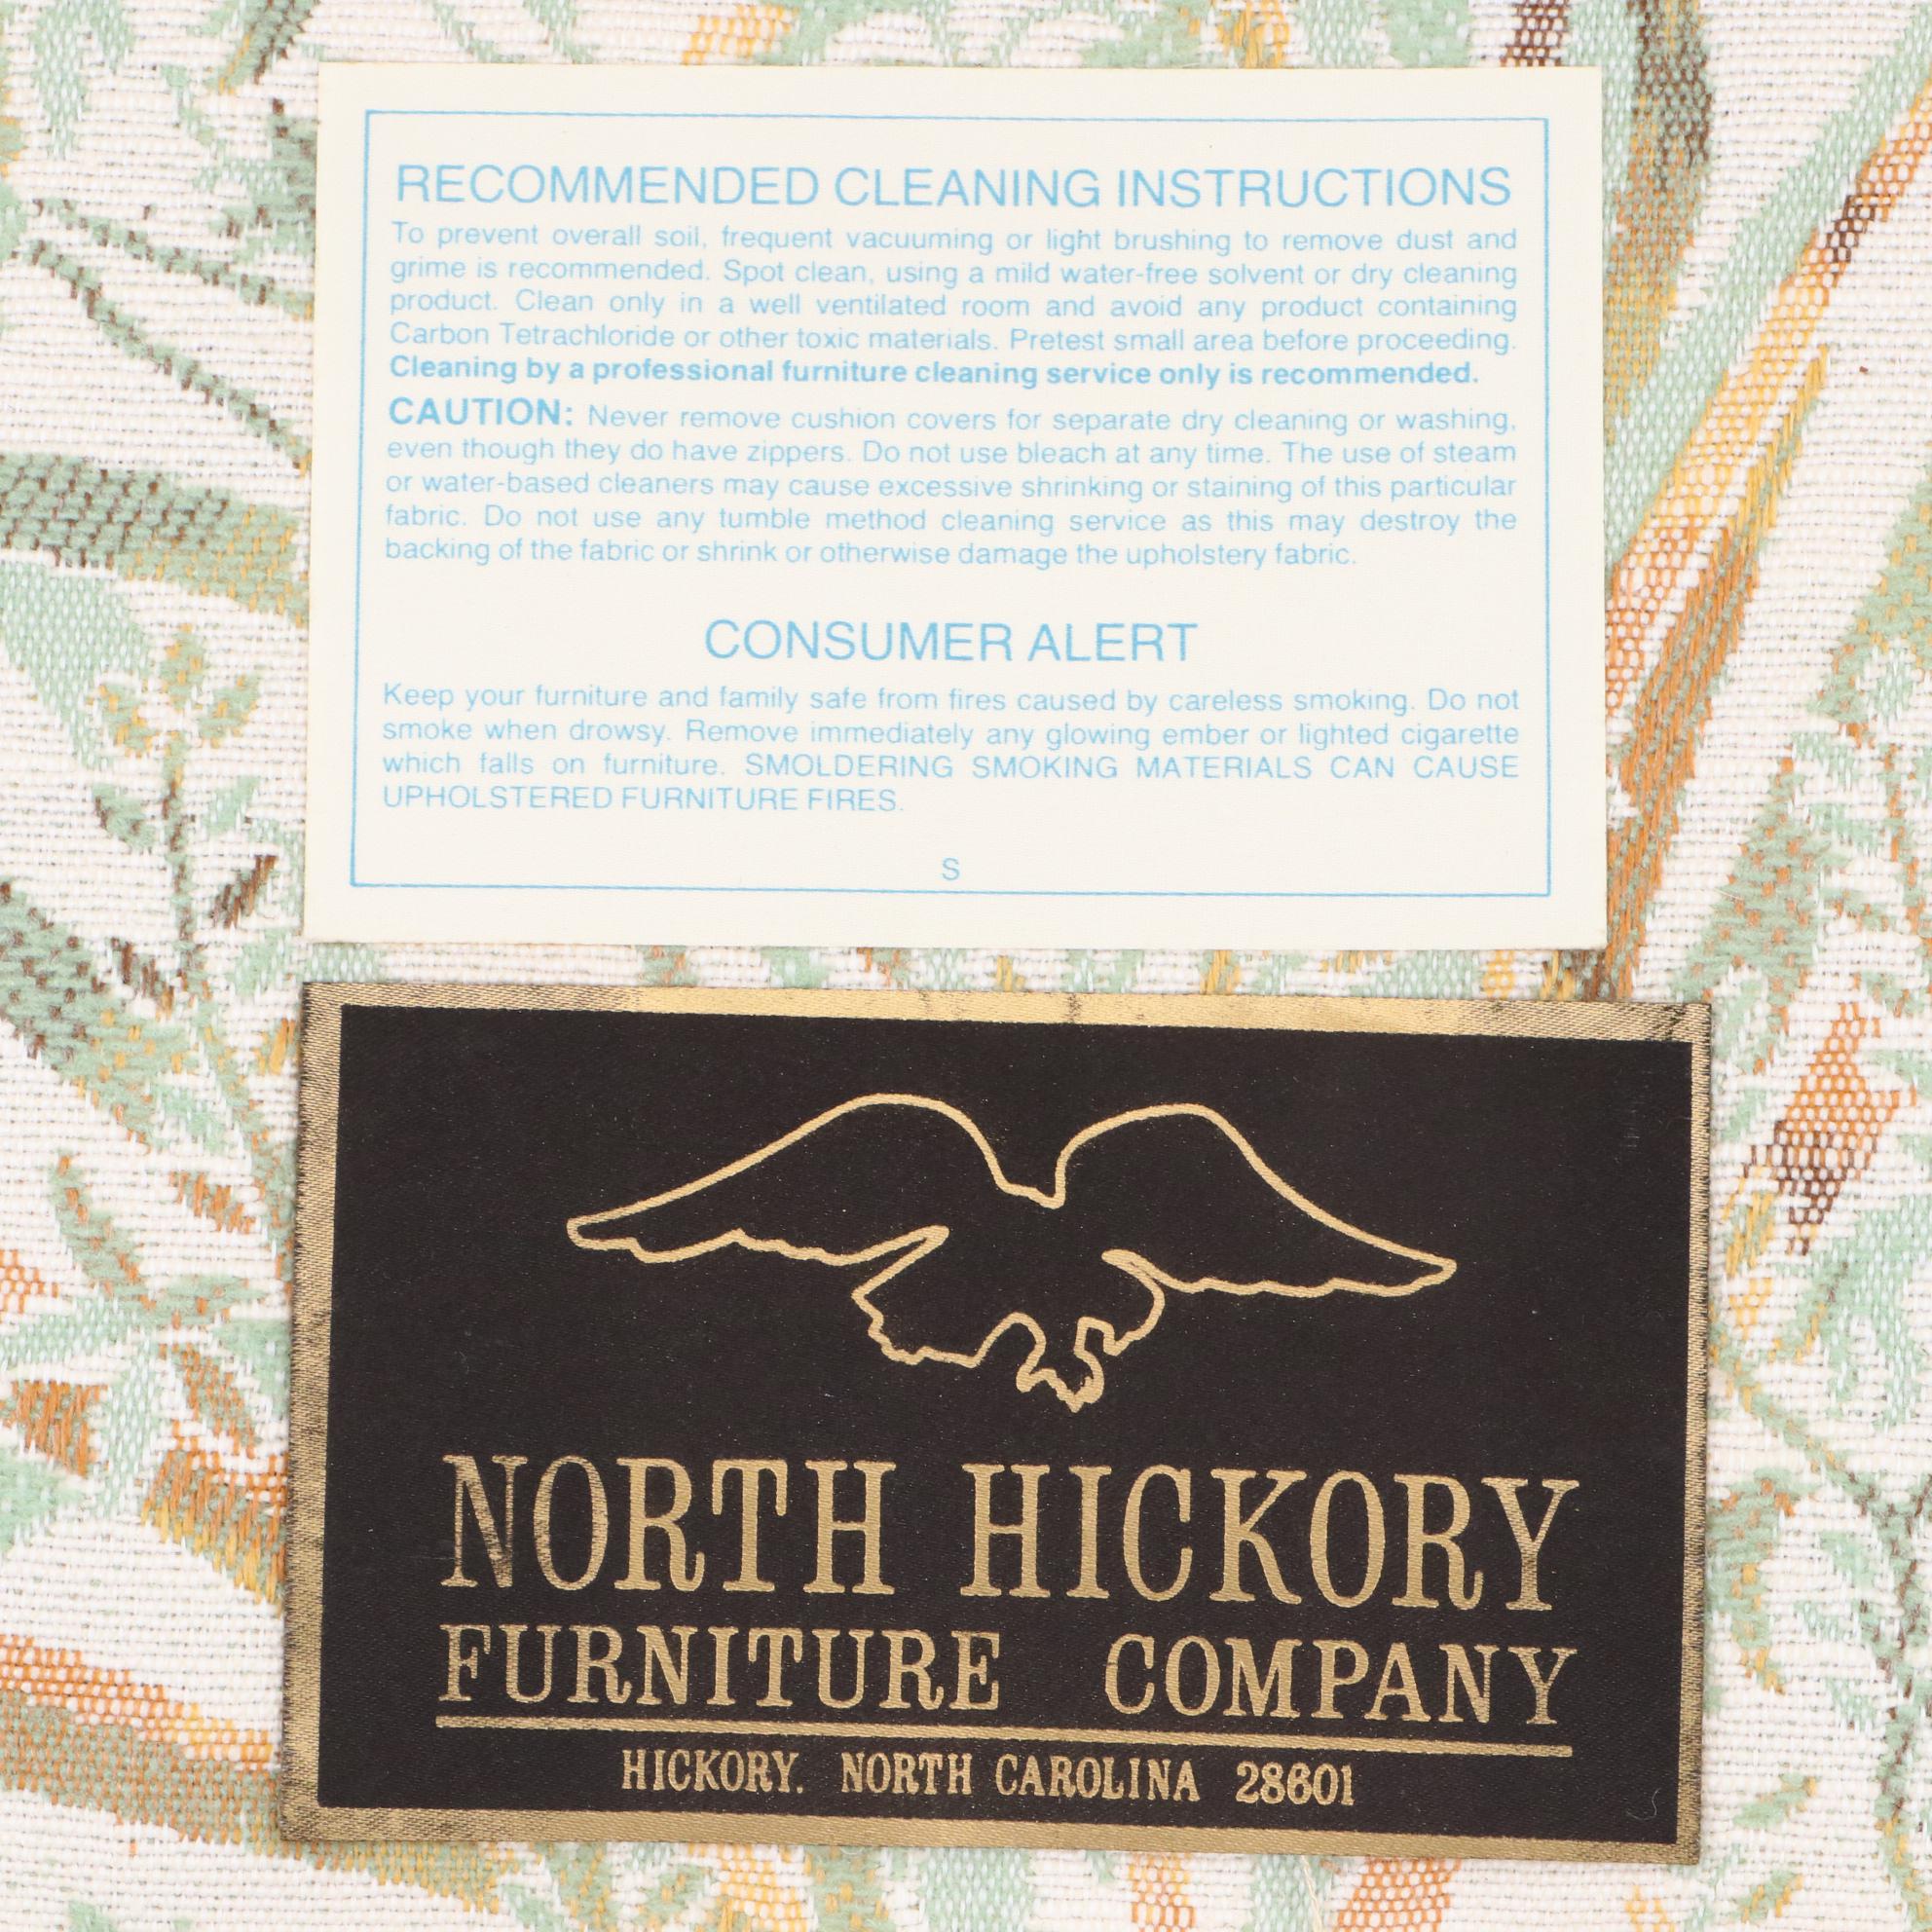 RECOMMENDED CLEANING INSTRUCTIONS
To prevent overall soil, frequent vacuuming or light brushing to remove dust and
grime is recommended. Spot clean, using a mild water-free solvent or dry cleaning
product. Clean only in a well ventilated room and avoid any product containing
Carbon Tetrachloride or other toxic materials. Pretest small area before proceeding.
Cleaning by a professional furniture cleaning service only is recommended.
CAUTION: Never remove cushion covers for separate dry cleaning or washing,
even though they do have zippers. Do not use bleach at any time. The use of steam
or water-based cleaners may cause excessive shrinking or staining of this particular
fabric. Do not use any tumble method cleaning service as this may destroy the
backing of the fabric or shrink or otherwise damage the upholstery fabric.
CONSUMER ALERT
Keep your furniture and family safe from fires caused by careless smoking. Do not
smoke when drowsy. Remove immediately any glowing ember or lighted cigarette
which falls on furniture. SMOLDERING SMOKING MATERIALS CAN CAUSE
UPHOLSTERED FURNITURE FIRES.
S
NORTH HICKORY
FURNITURE COMPANY
HICKORY. NORTH CAROLINA 28601